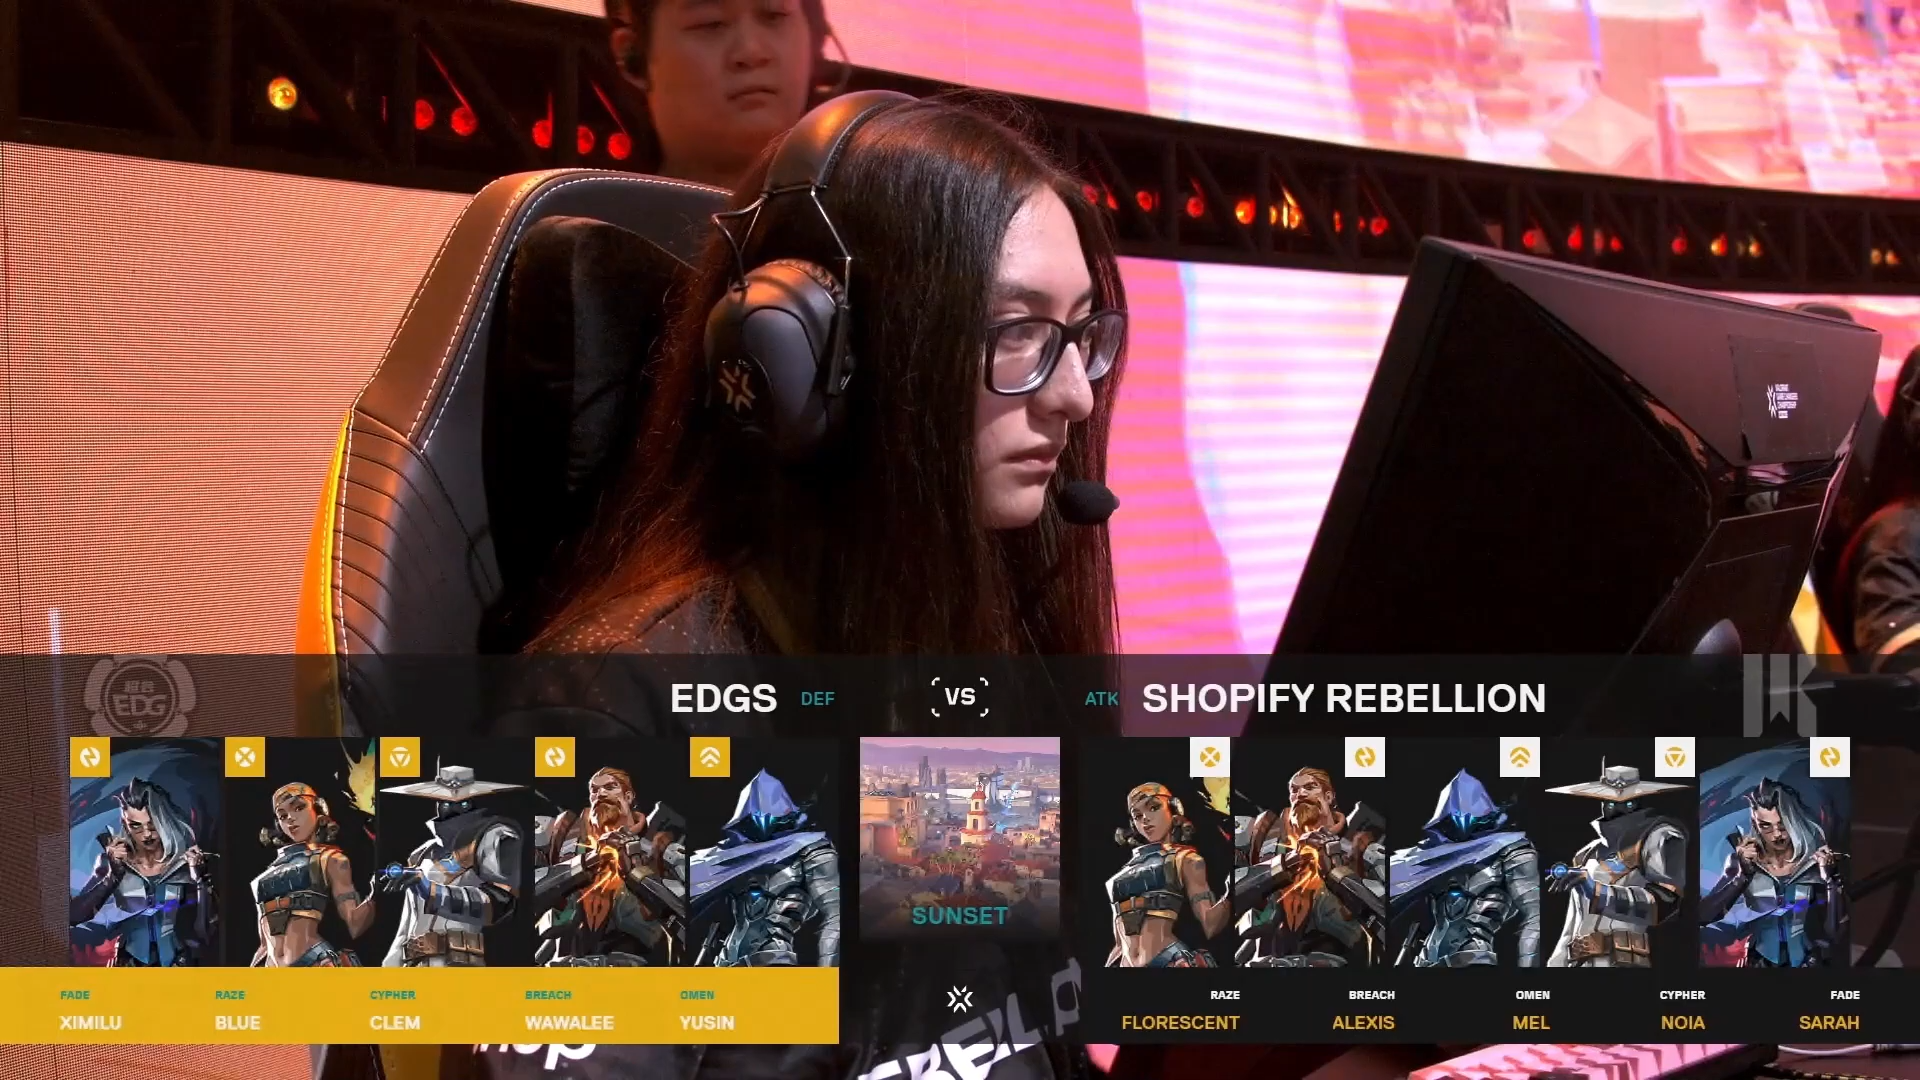 EDG
EDGS DEF VS ATK SHOPIFY REBELLION
SUNSET
FADE
XIMILU
RAZE
BLUE
CYPHER
CLEM
BREACH
WAWALEE
OMEN
YUSIN
RAZE
FLORESCENT
BREACH
ALEXIS
OMEN
MEL
CYPHER
NOIA
FADE
SARAH